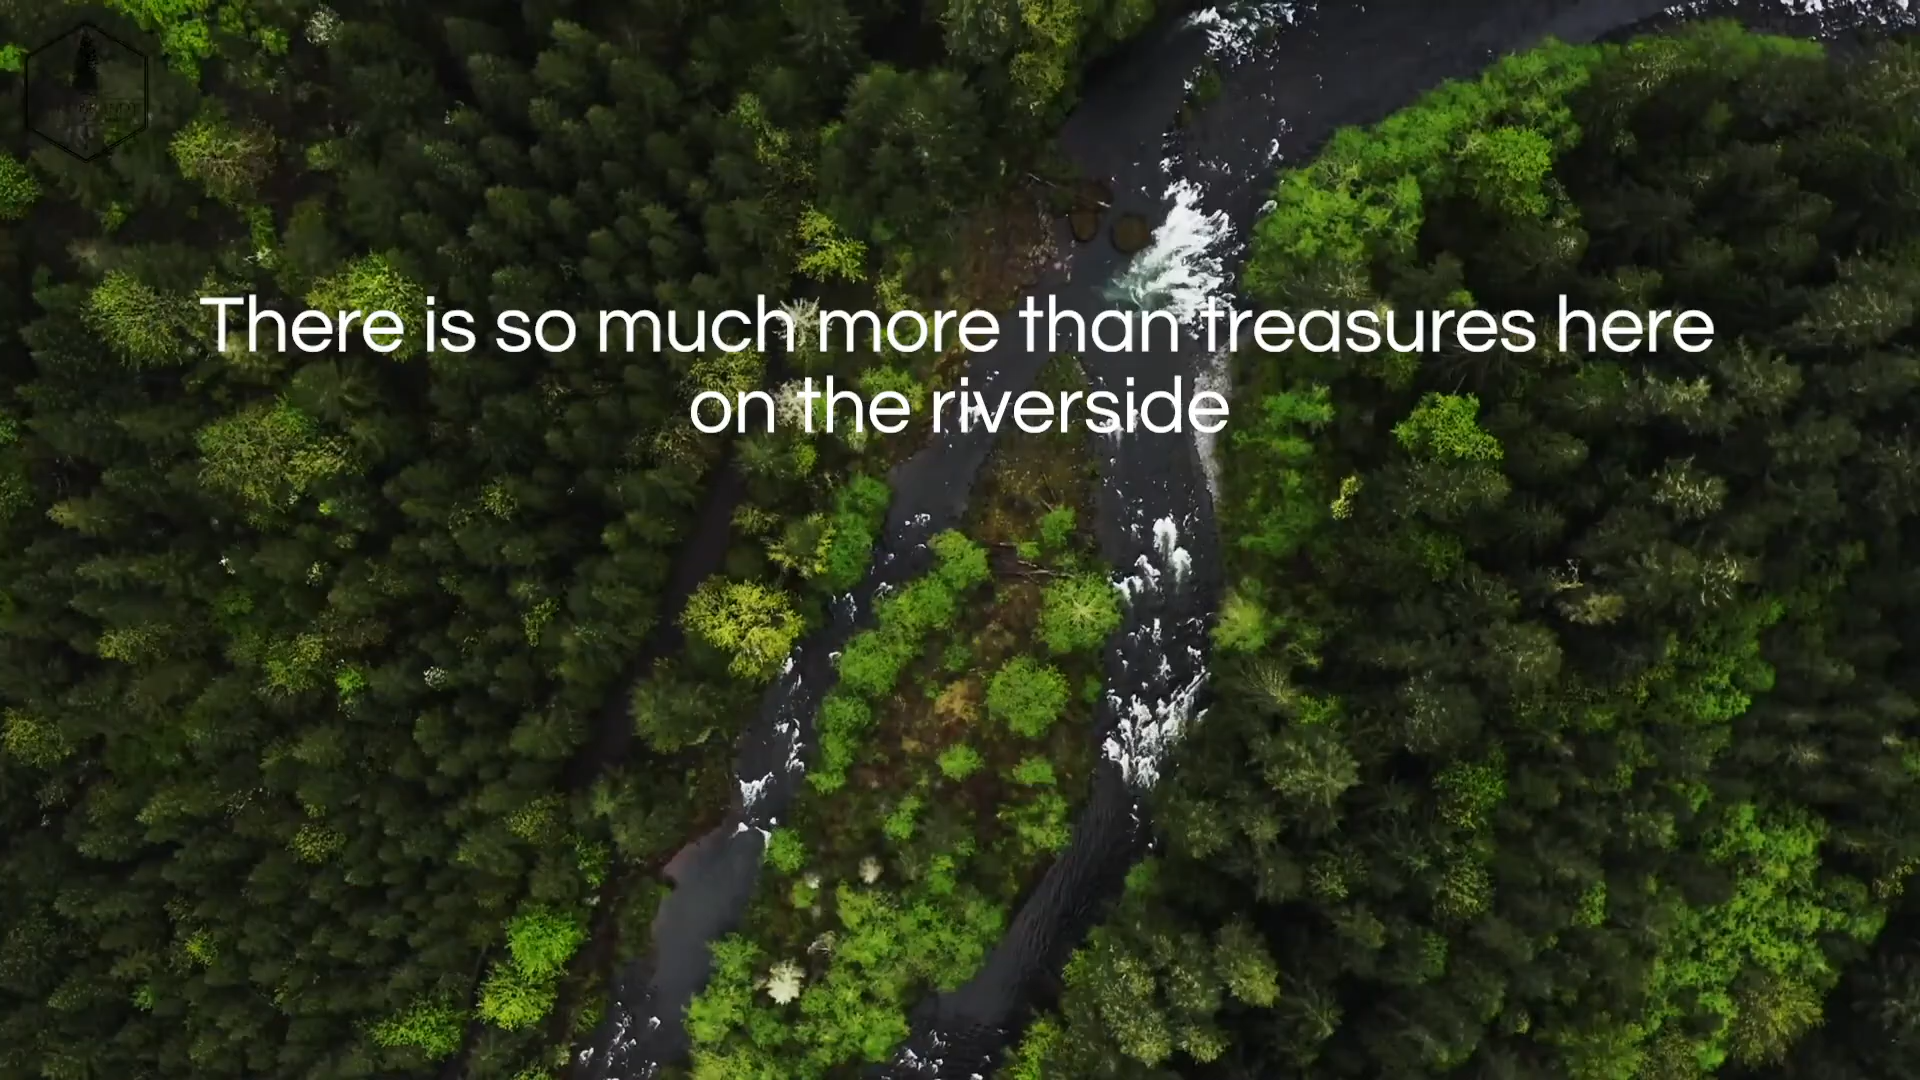 There is so much more than treasures here
on the riverside